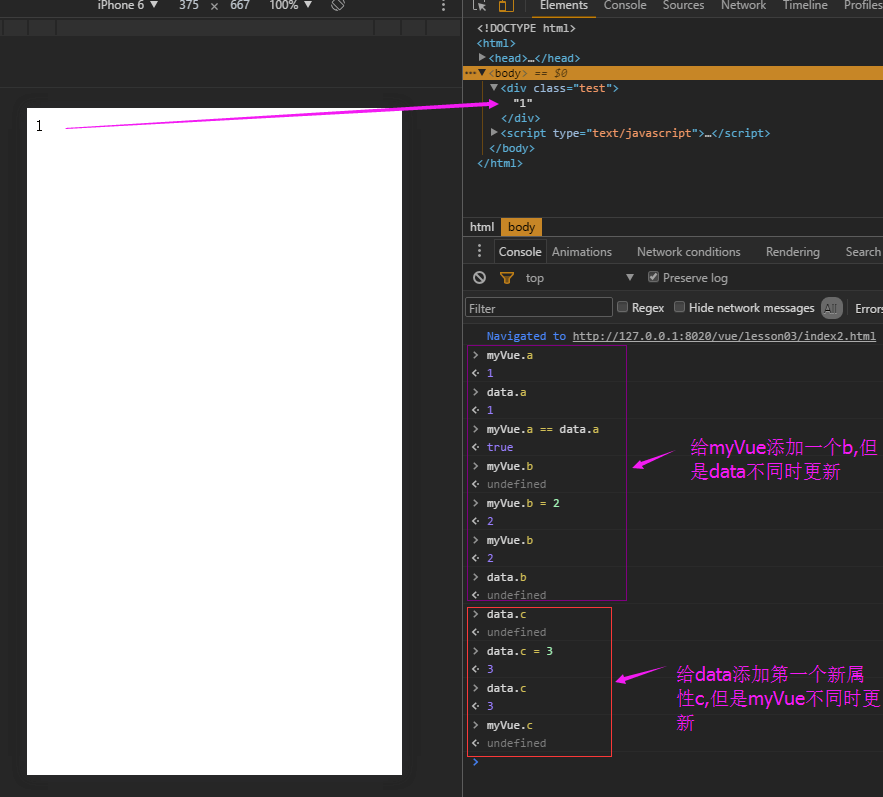 iPhone 6 ▼ 375 × 667 100% ▼
Elements Console Sources Network Timeline Profiles
<!DOCTYPE html>
<html>
<head>…</head>
<body> == $0
<div class="test">
"1"
</div>
<script type="text/javascript">…</script>
</body>
</html>
1
html body
Console Animations Network conditions Rendering Search
top ▼ Preserve log
Filter Regex Hide network messages All Errors
Navigated to http://127.0.0.1:8020/vue/lesson03/index2.html
> myVue.a
< 1
> data.a
< 1
> myVue.a == data.a
< true
> myVue.b
< undefined
> myVue.b = 2
< 2
> myVue.b
< 2
> data.b
< undefined
给myVue添加一个b,但
是data不同时更新
> data.c
< undefined
> data.c = 3
< 3
> data.c
< 3
> myVue.c
< undefined
>
给data添加第一个新属
性c,但是myVue不同时更
新